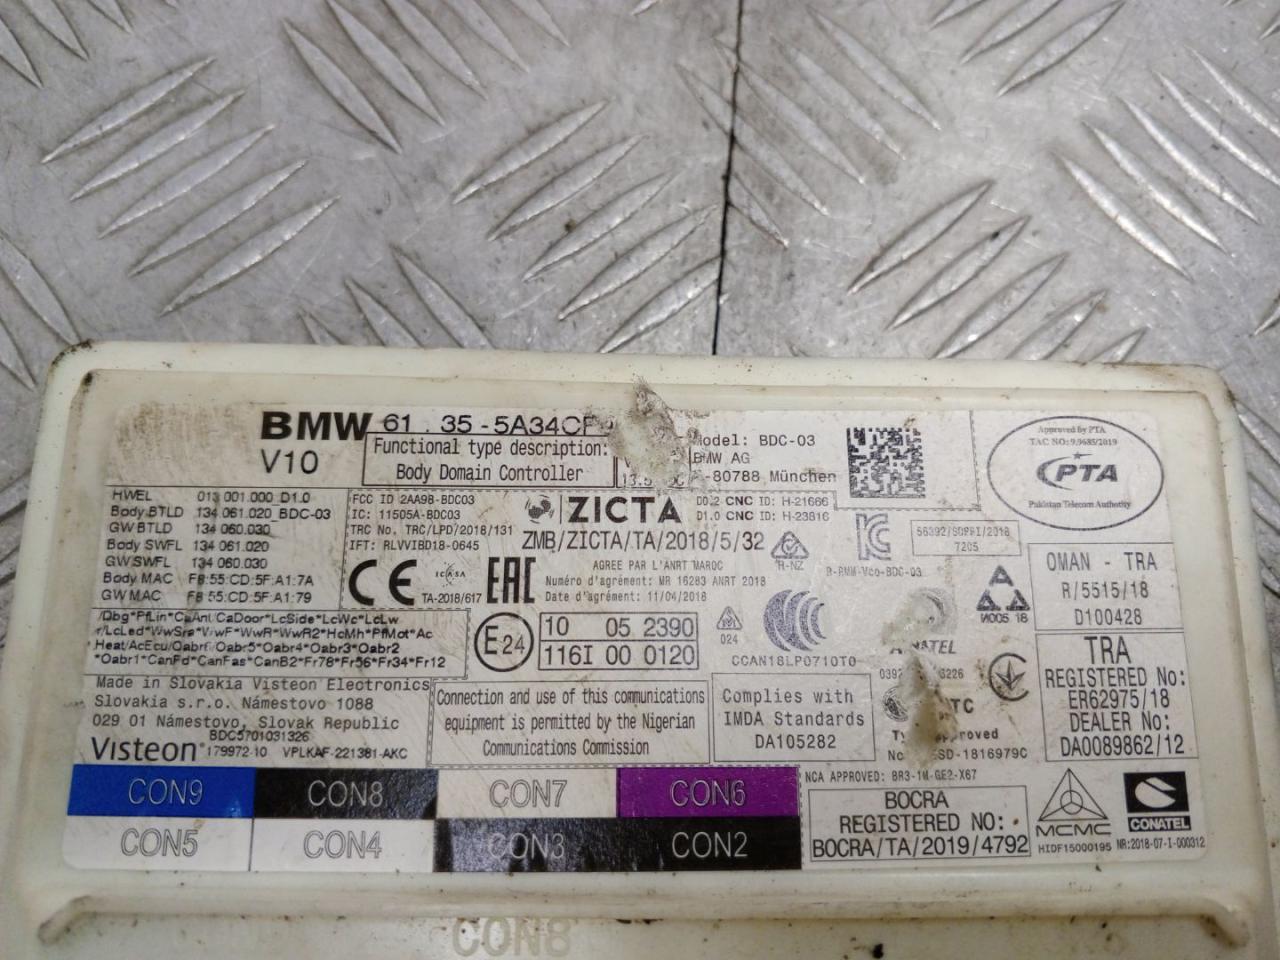 BMW 61 . 35 - 5A34CF
V10
Functional type description:
Body Domain Controller
Model: BDC-03
BMW AG
-80788 München
Approved by PTA
TAC NO: 9.9685/2019
PTA
Pakistan Telecom Authority
HWEL 013.001.000_D1.0
Body BTLD 134.061.020_BDC-03
GW BTLD 134.060.030
Body SWFL 134.061.020
GW SWFL 134.060.030
Body MAC F8:55:CD:5F:A1:7A
GW MAC F8:55:CD:5F:A1:79
FCC ID 2AA98-BDC03
IC: 11505A-BDC03
TRC No. TRC/LPD/2018/131
IFT: RLVVIBD18-0645
CE
ICASA
TA-2018/617
EAC
ZICTA
ZMB/ZICTA/TA/2018/5/32
D0.2 CNC ID: H-21666
D1.0 CNC ID: H-23816
AGREE PAR L'ANRT MAROC
Numéro d'agrément: MR 16283 ANRT 2018
Date d'agrément: 11/04/2018
R-NZ
KC
R-RMM-Vco-BDC-03
56392/SDPPI/2018
7205
MOC5 18
OMAN - TRA
R/5515/18
D100428
E24
10 05 2390
116I 00 0120
024
CCAN18LP0710T0
TRA
REGISTERED No:
ER62975/18
DEALER No:
DA0089862/12
/Dbg*PfLin*CaAnl/CaDoor*LcSide*LcWc*LcLw
r/LcLed*WwSra*ViwF*WwR*WwR2*HcMh*PfMot*Ac
Heat/AcEcu/Oabrf*Oabr5*Oabr4*Oabr3*Oabr2
*Oabr1*CanFd*CanFas*CanB2*Fr78*Fr56*Fr34*Fr12
Made in Slovakia Visteon Electronics
Slovakia s.r.o. Námestovo 1088
029 01 Námestovo, Slovak Republic
BDC5701031326
Visteon 179972-10 VPLKAF-221381-AKC
Connection and use of this communications
equipment is permitted by the Nigerian
Communications Commission
Complies with
IMDA Standards
DA105282
SD-1816979C
NCA APPROVED: BR3-1M-GE2-X67
CON9 CON8 CON7 CON6
CON5 CON4 CON3 CON2
BOCRA
REGISTERED NO:
BOCRA/TA/2019/4792
MCMC
HIDF15000195
CONATEL
NR:2018-07-I-000312
CON8